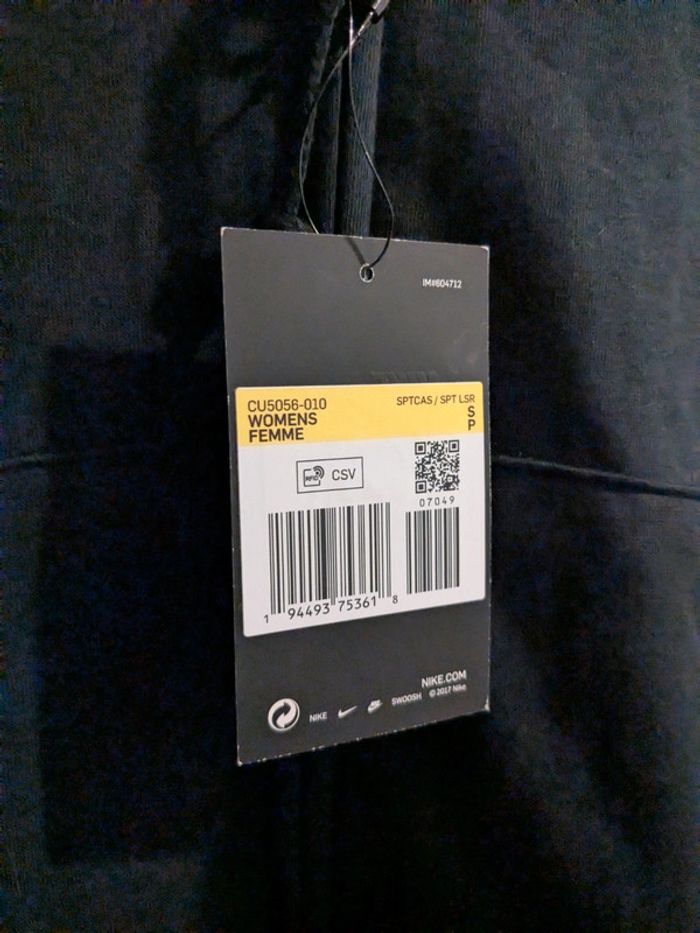 IM#604712
CU5056-010 SPTCAS / SPT LSR
WOMENS S
FEMME P
RFID CSV
07049
1 94493 75361 8
NIKE.COM
NIKE SWOOSH © 2017 Nike